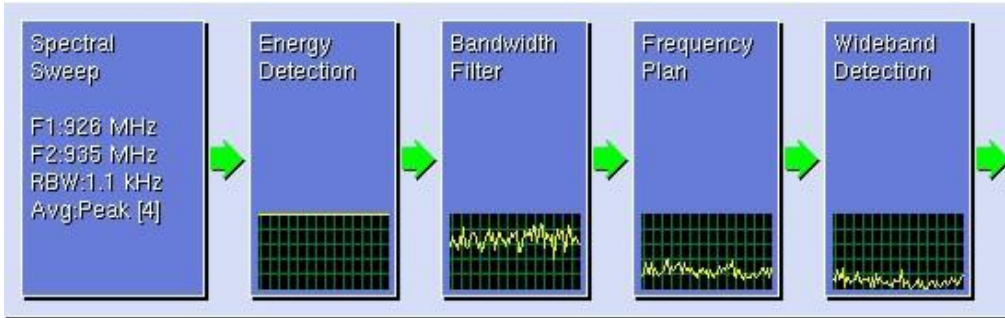 Spectral
Sweep
F1:926 MHz
F2:935 MHz
RBW:1.1 kHz
Avg:Peak [4]
Energy
Detection
Bandwidth
Filter
Frequency
Plan
Wideband
Detection